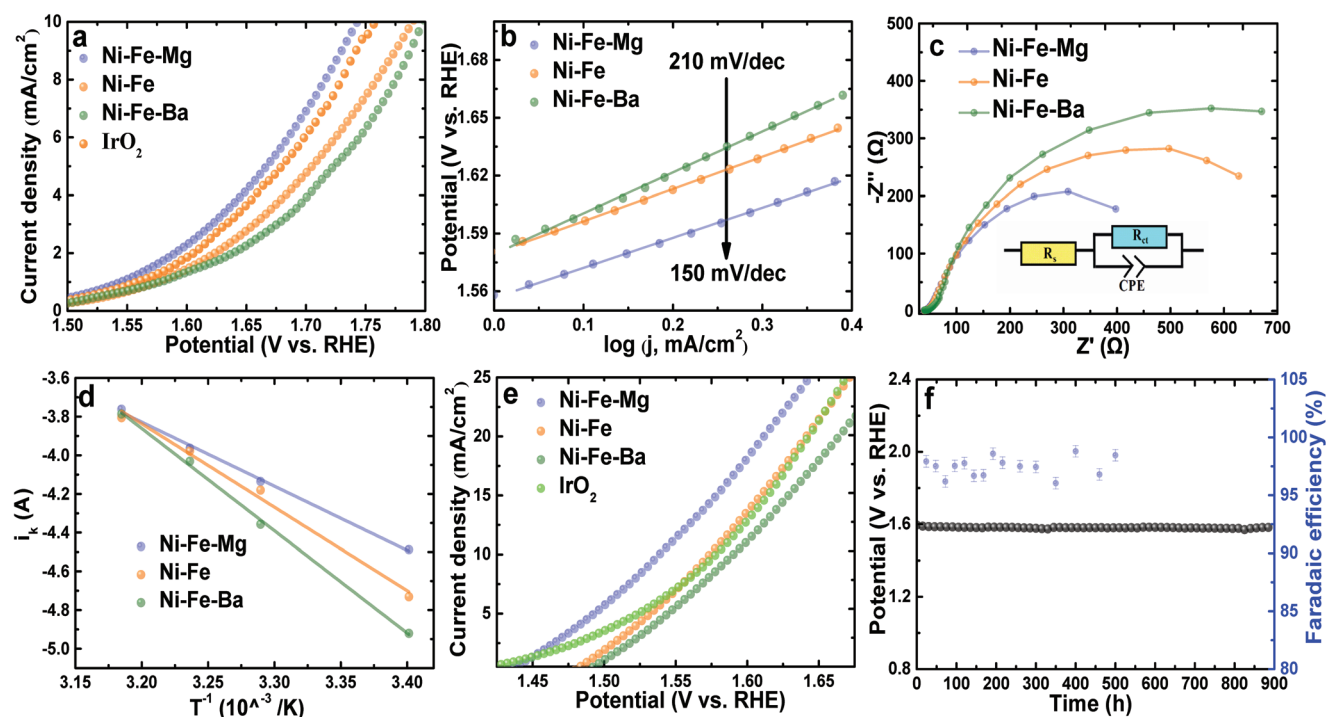 a
Ni-Fe-Mg
Ni-Fe
Ni-Fe-Ba
IrO2
Current density (mA/cm2)
10
8
6
4
2
0
1.50 1.55 1.60 1.65 1.70 1.75 1.80
Potential (V vs. RHE)
b
Ni-Fe-Mg
Ni-Fe
Ni-Fe-Ba
210 mV/dec
150 mV/dec
Potential (V vs. RHE)
1.68
1.65
1.62
1.59
1.56
0.0 0.1 0.2 0.3 0.4
log (j, mA/cm2)
c
Ni-Fe-Mg
Ni-Fe
Ni-Fe-Ba
-Z'' (Ω)
500
400
300
200
100
0
100 200 300 400 500 600 700
Z' (Ω)
Rs
Rct
CPE
d
Ni-Fe-Mg
Ni-Fe
Ni-Fe-Ba
ik (A)
-3.6
-3.8
-4.0
-4.2
-4.4
-4.6
-4.8
-5.0
3.15 3.20 3.25 3.30 3.35 3.40
T-1 (10^-3 /K)
e
Ni-Fe-Mg
Ni-Fe
Ni-Fe-Ba
IrO2
Current density (mA/cm2)
25
20
15
10
5
1.45 1.50 1.55 1.60 1.65
Potential (V vs. RHE)
f
Potential (V vs. RHE)
2.4
2.0
1.6
1.2
0.8
0 100 200 300 400 500 600 700 800 900
Time (h)
Faradaic efficiency (%)
105
100
95
90
85
80